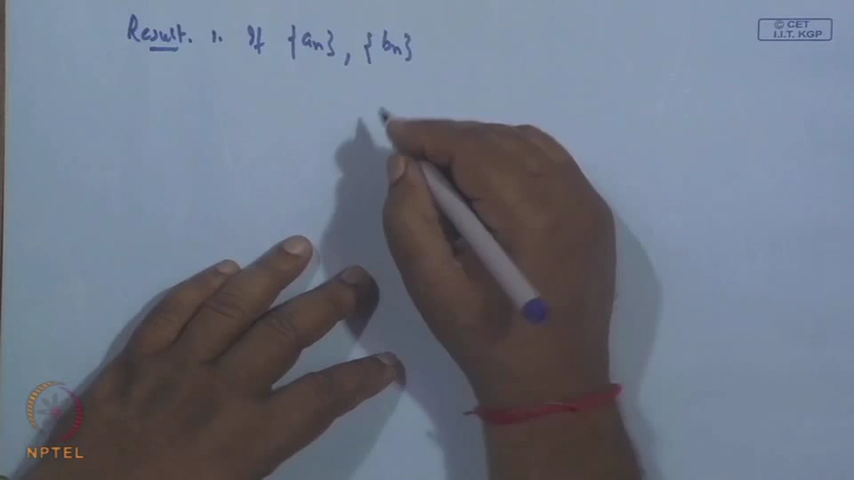 Result. 1. If {an}, {bn}
© CET
I.I.T. KGP
NPTEL